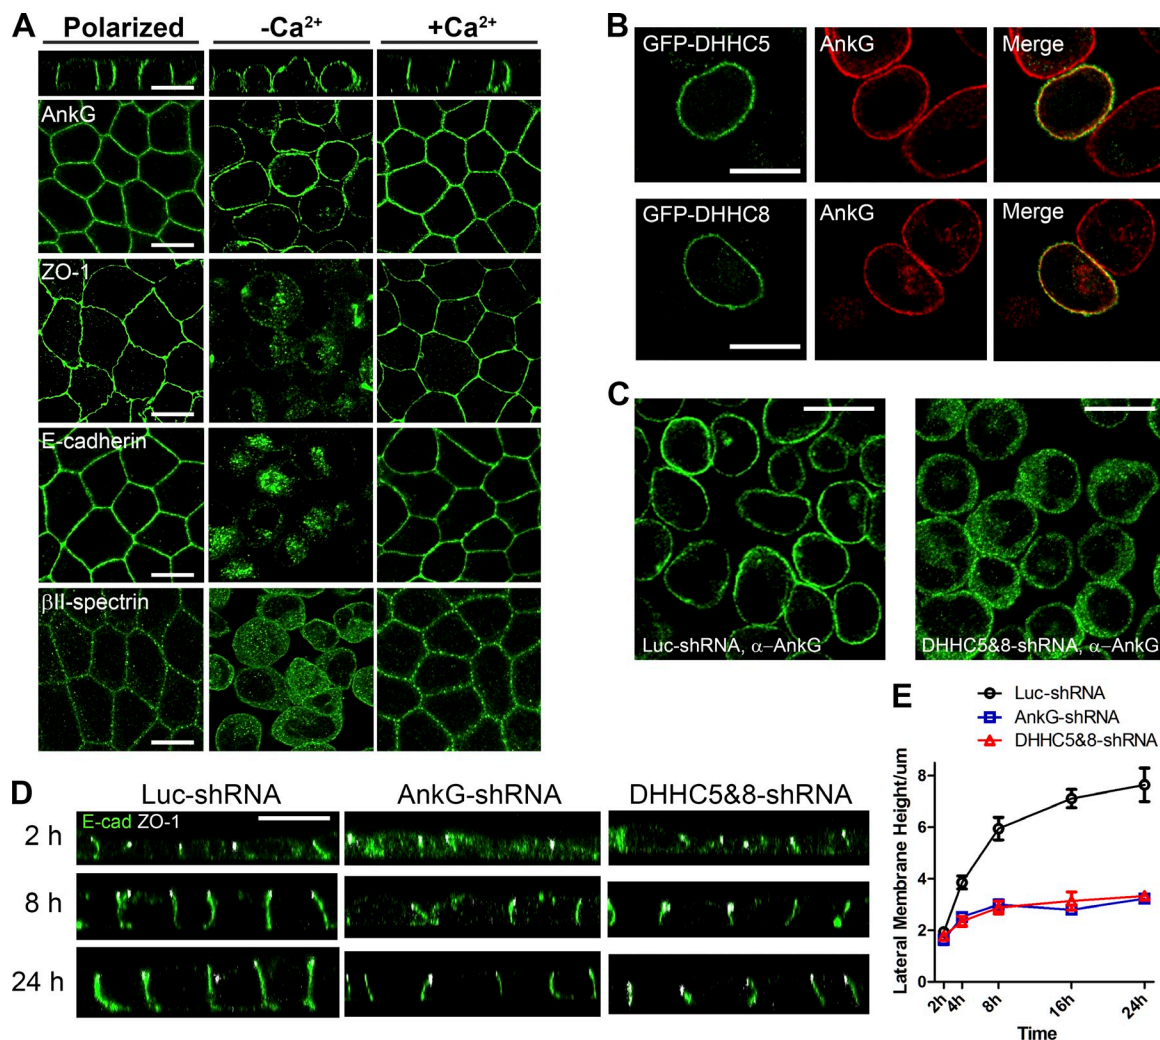 A
Polarized
-Ca²⁺
+Ca²⁺
AnkG
ZO-1
E-cadherin
βII-spectrin
B
GFP-DHHC5
AnkG
Merge
GFP-DHHC8
AnkG
Merge
C
Luc-shRNA, α–AnkG
DHHC5&8-shRNA, α–AnkG
D
Luc-shRNA
AnkG-shRNA
DHHC5&8-shRNA
E-cad ZO-1
2 h
8 h
24 h
E
Luc-shRNA
AnkG-shRNA
DHHC5&8-shRNA
Lateral Membrane Height/um
8
6
4
2
0
2h
4h
8h
16h
24h
Time